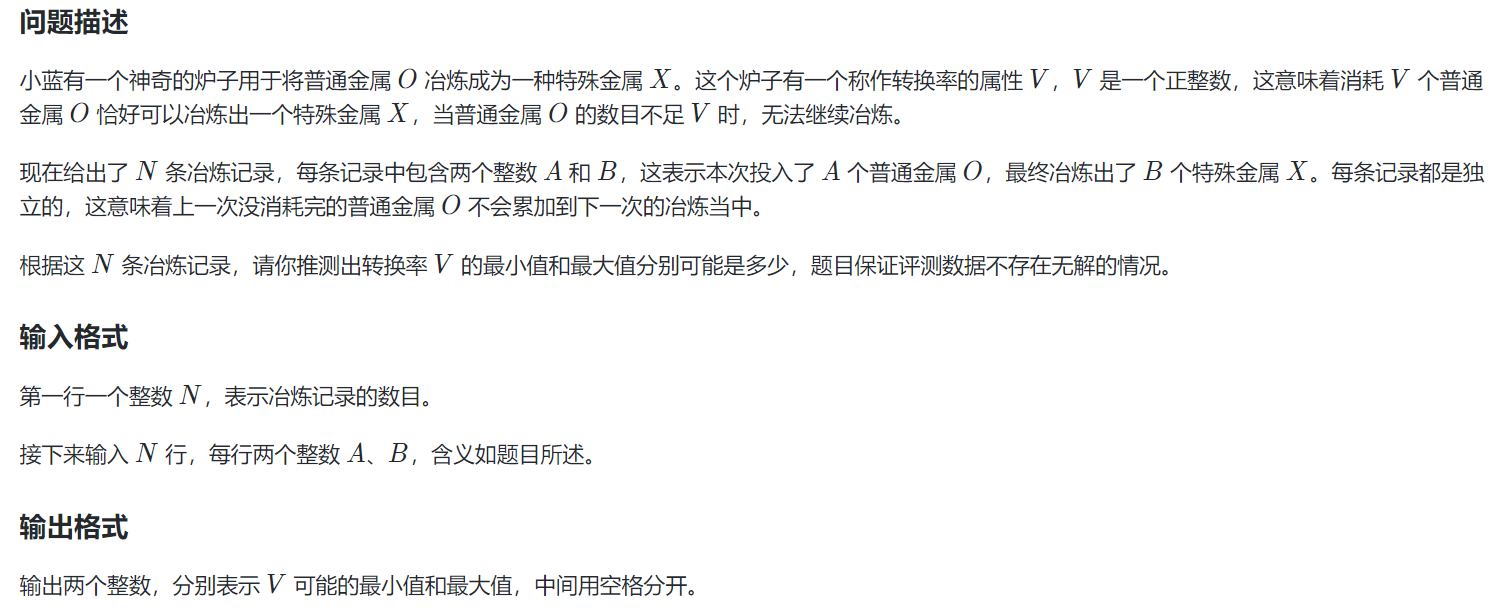 问题描述
小蓝有一个神奇的炉子用于将普通金属 O 冶炼成为一种特殊金属 X。这个炉子有一个称作转换率的属性 V，V 是一个正整数，这意味着消耗 V 个普通
金属 O 恰好可以冶炼出一个特殊金属 X，当普通金属 O 的数目不足 V 时，无法继续冶炼。
现在给出了 N 条冶炼记录，每条记录中包含两个整数 A 和 B，这表示本次投入了 A 个普通金属 O，最终冶炼出了 B 个特殊金属 X。每条记录都是独
立的，这意味着上一次没消耗完的普通金属 O 不会累加到下一次的冶炼当中。
根据这 N 条冶炼记录，请你推测出转换率 V 的最小值和最大值分别可能是多少，题目保证评测数据不存在无解的情况。
输入格式
第一行一个整数 N，表示冶炼记录的数目。
接下来输入 N 行，每行两个整数 A、B，含义如题目所述。
输出格式
输出两个整数，分别表示 V 可能的最小值和最大值，中间用空格分开。